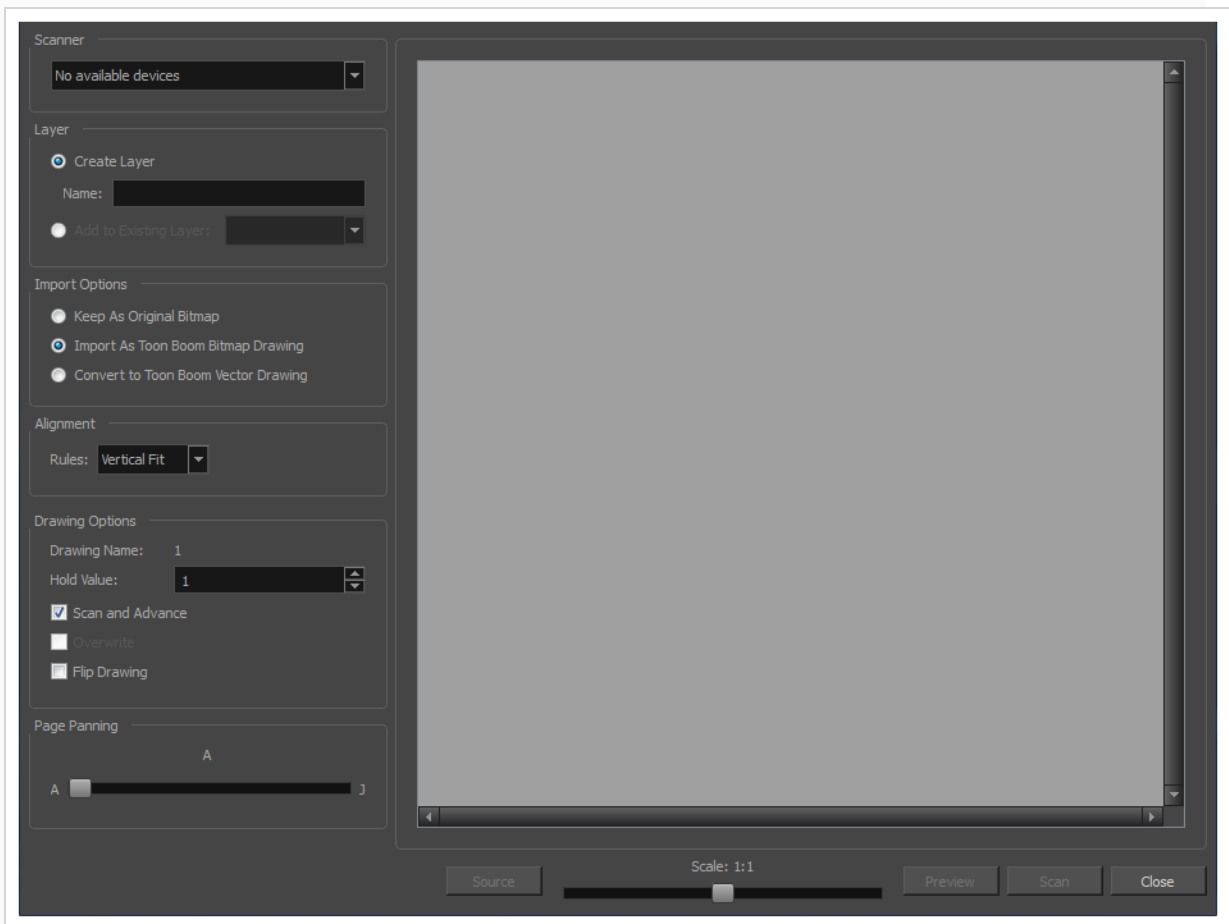 Scanner
No available devices
Layer
Create Layer
Name:
Add to Existing Layer:
Import Options
Keep As Original Bitmap
Import As Toon Boom Bitmap Drawing
Convert to Toon Boom Vector Drawing
Alignment
Rules: Vertical Fit
Drawing Options
Drawing Name: 1
Hold Value: 1
Scan and Advance
Overwrite
Flip Drawing
Page Panning
A
A J
Scale: 1:1
Source Preview Scan Close